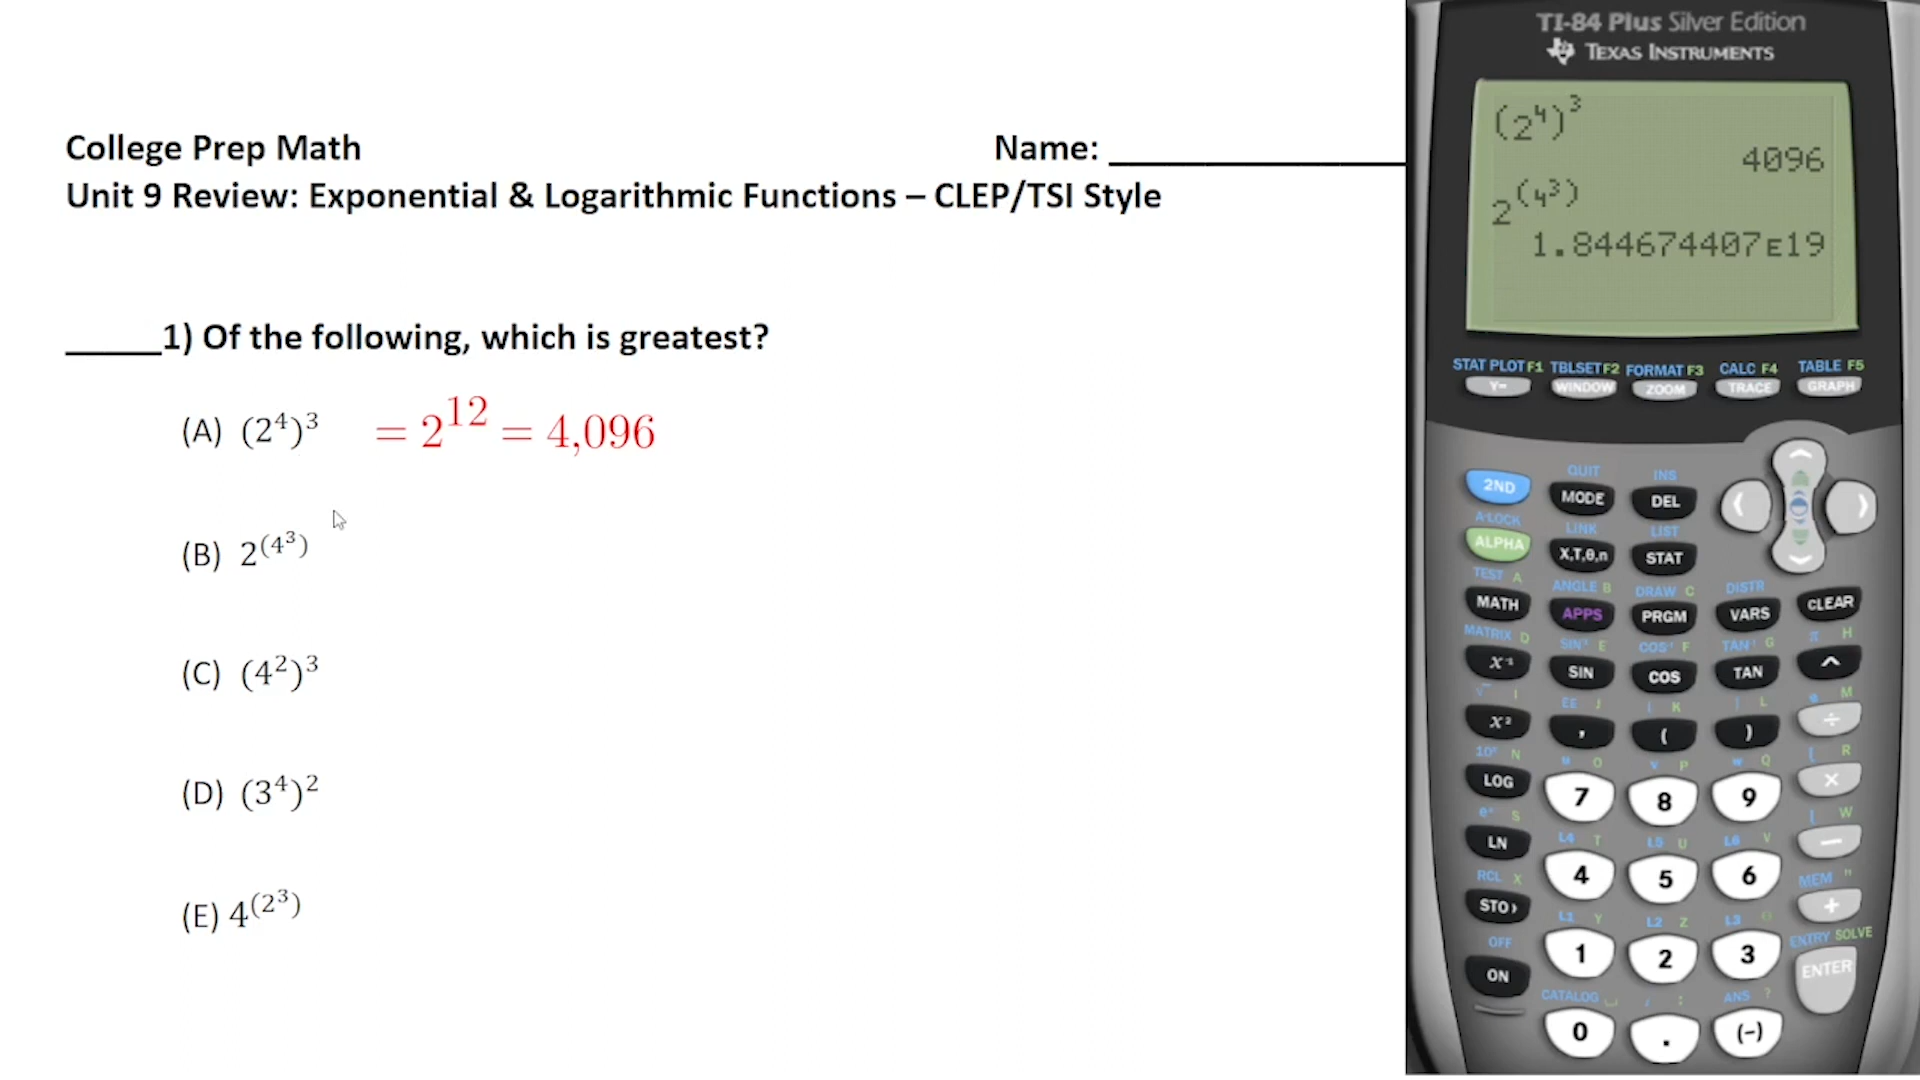 College Prep Math Name: ________________
Unit 9 Review: Exponential & Logarithmic Functions – CLEP/TSI Style
_____1) Of the following, which is greatest?
(A) (2⁴)³ = 2¹² = 4,096
(B) 2^(4³)
(C) (4²)³
(D) (3⁴)²
(E) 4^(2³)
TI-84 Plus Silver Edition
TEXAS INSTRUMENTS
(2⁴)³
4096
2^(4³)
1.844674407E19
STAT PLOT F1 TBLSET F2 FORMAT F3 CALC F4 TABLE F5
Y= WINDOW ZOOM TRACE GRAPH
QUIT INS
2ND MODE DEL
A-LOCK LINK LIST
ALPHA X,T,θ,n STAT
TEST A ANGLE B DRAW C DISTR
MATH APPS PRGM VARS CLEAR
MATRIX D SIN⁻¹ E COS⁻¹ F TAN⁻¹ G π H
X⁻¹ SIN COS TAN ^
√ I EE J { K } L e M
X² , ( ) ÷
10ˣ N u O v P w Q [ R
LOG 7 8 9 ×
eˣ S L4 T L5 U L6 V W
LN 4 5 6 −
RCL X L1 Y L2 Z L3 θ MEM "
STO› 1 2 3 +
OFF ENTRY SOLVE
ON ENTER
CATALOG : ANS ?
0 . (-)